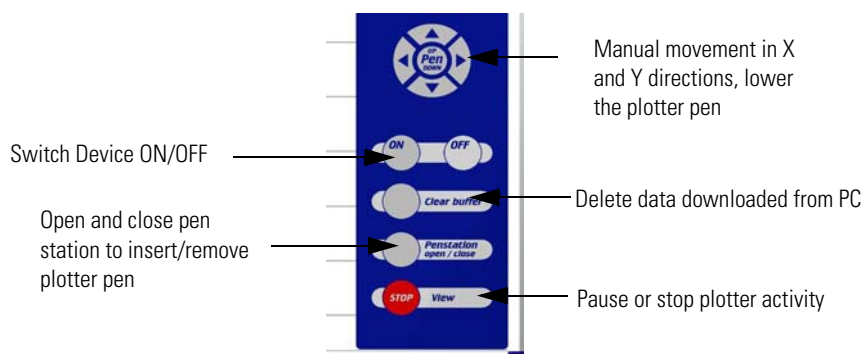 UP
Pen
DOWN
Manual movement in X
and Y directions, lower
the plotter pen
Switch Device ON/OFF
ON
OFF
Clear buffer
Delete data downloaded from PC
Open and close pen
station to insert/remove
plotter pen
Penstation
open / close
STOP
View
Pause or stop plotter activity